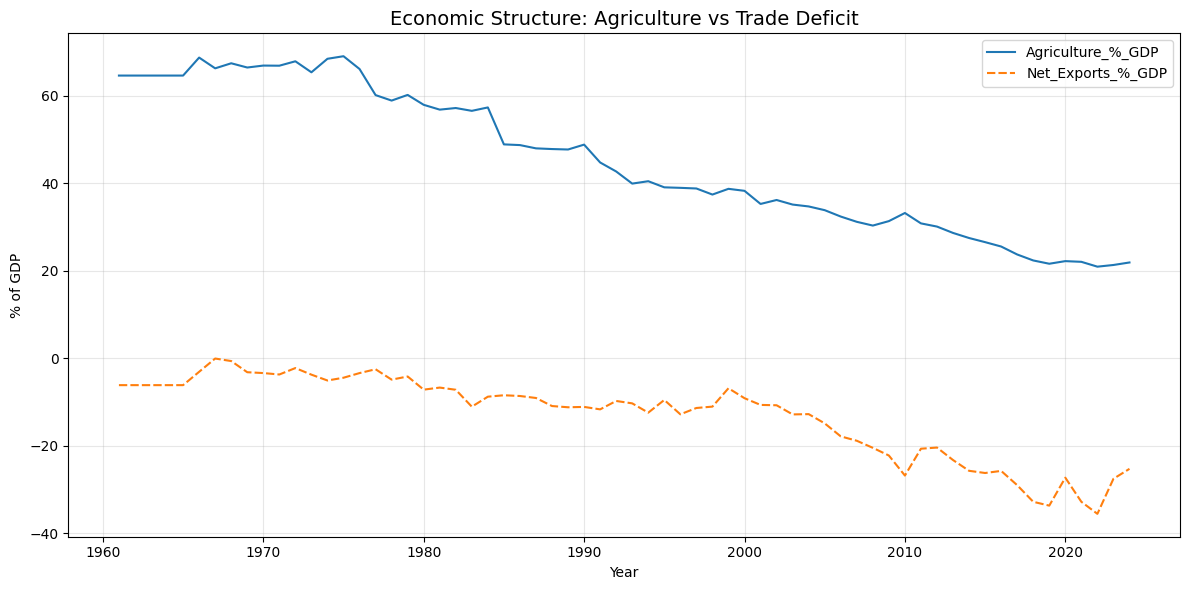 Economic Structure: Agriculture vs Trade Deficit
Agriculture_%_GDP
Net_Exports_%_GDP
% of GDP
60
40
20
0
−20
−40
1960
1970
1980
1990
2000
2010
2020
Year